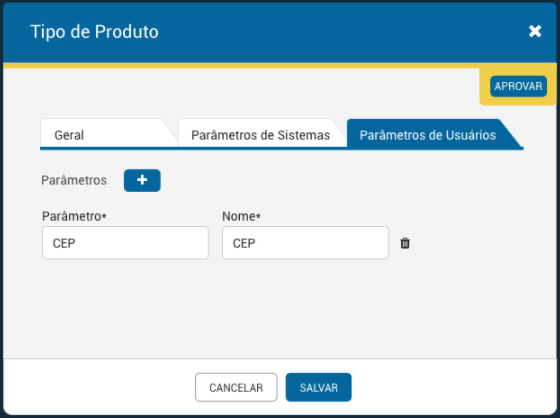 Tipo de Produto
APROVAR
Geral
Parâmetros de Sistemas
Parâmetros de Usuários
Parâmetros
Parâmetro*
Nome*
CEP
CEP
CANCELAR
SALVAR